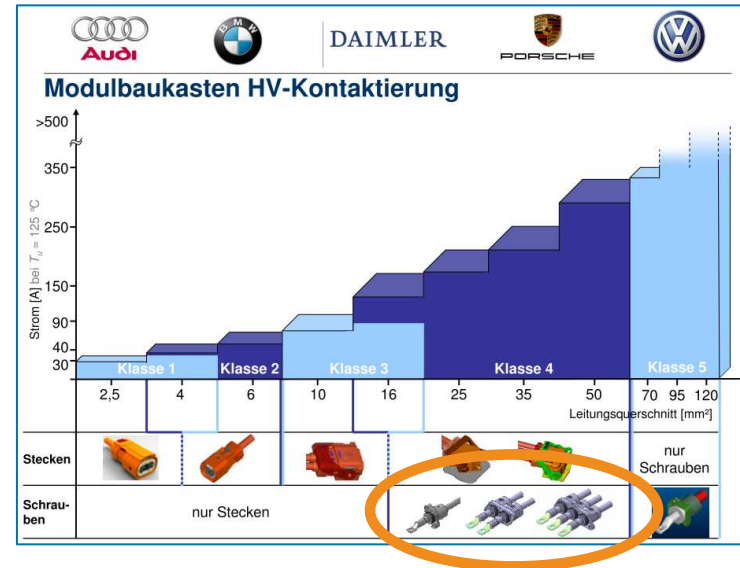 Audi
BMW
DAIMLER
PORSCHE
Modulbaukasten HV-Kontaktierung
>500
350
250
150
90
40
30
Strom [A] bei Tu = 125 °C
Klasse 1
Klasse 2
Klasse 3
Klasse 4
Klasse 5
2,5 4 6 10 16 25 35 50 70 95 120
Leitungsquerschnitt [mm²]
Stecken
nur
Schrauben
Schrau-
ben
nur Stecken